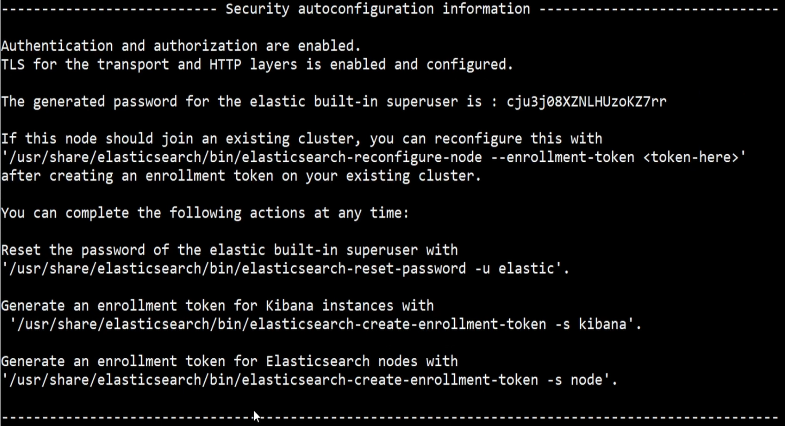 --------------------------- Security autoconfiguration information ------------------------------
Authentication and authorization are enabled.
TLS for the transport and HTTP layers is enabled and configured.
The generated password for the elastic built-in superuser is : cju3j08XZNLHUzoKZ7rr
If this node should join an existing cluster, you can reconfigure this with
'/usr/share/elasticsearch/bin/elasticsearch-reconfigure-node --enrollment-token <token-here>'
after creating an enrollment token on your existing cluster.
You can complete the following actions at any time:
Reset the password of the elastic built-in superuser with
'/usr/share/elasticsearch/bin/elasticsearch-reset-password -u elastic'.
Generate an enrollment token for Kibana instances with
 '/usr/share/elasticsearch/bin/elasticsearch-create-enrollment-token -s kibana'.
Generate an enrollment token for Elasticsearch nodes with
'/usr/share/elasticsearch/bin/elasticsearch-create-enrollment-token -s node'.
-------------------------------------------------------------------------------------------------